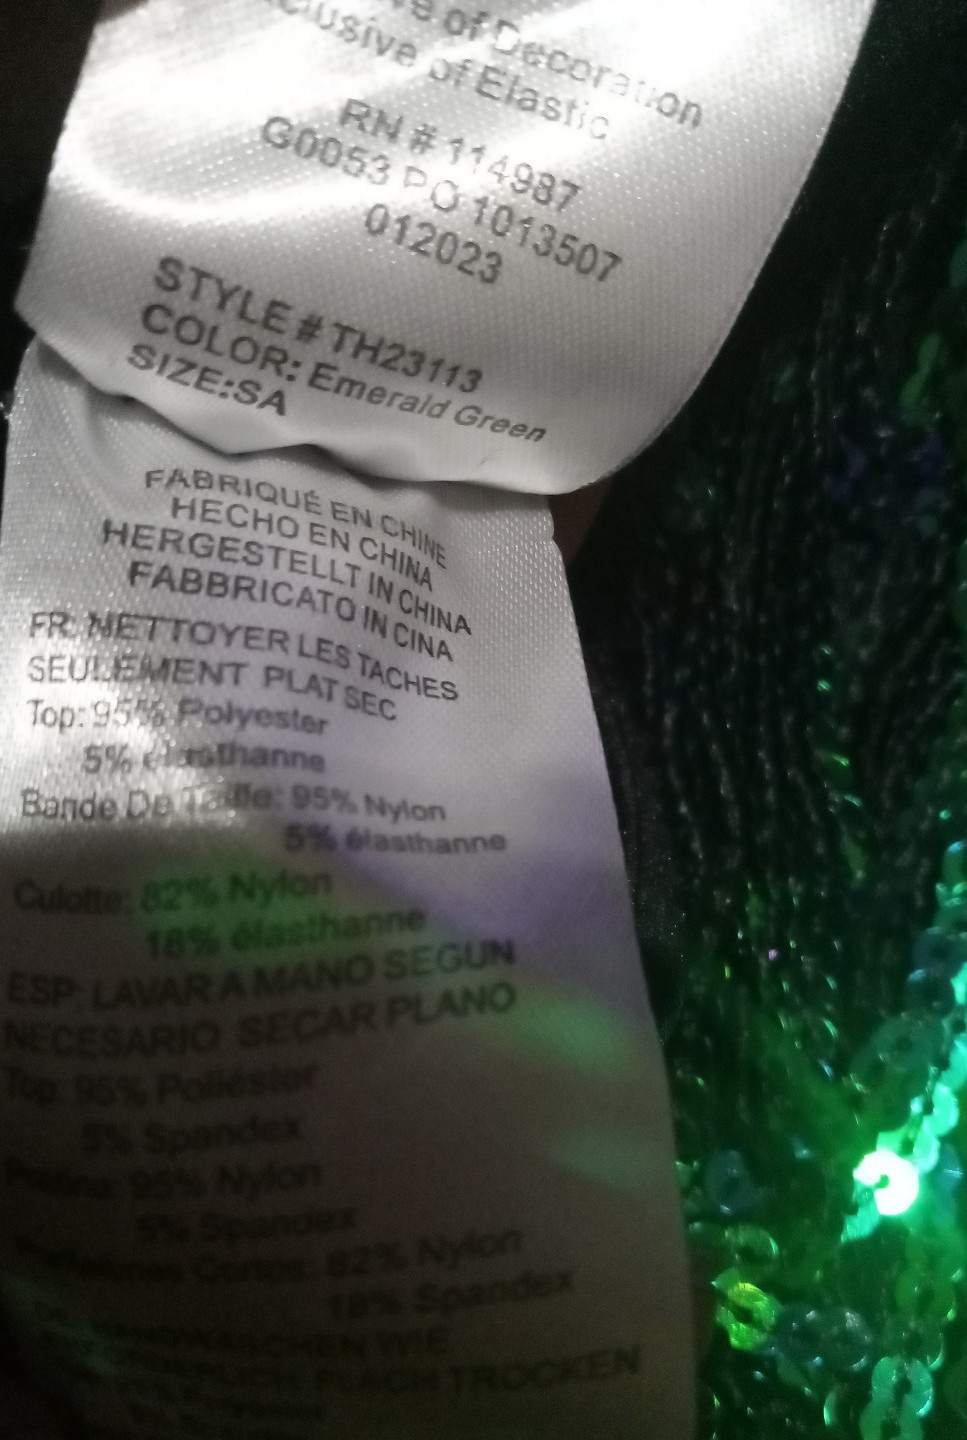 of Decoration
of Elastic
RN # 114987
G0053 PO 1013507
012023
STYLE # TH23113
COLOR: Emerald Green
SIZE:SA
FABRIQUÉ EN CHINE
HECHO EN CHINA
HERGESTELLT IN CHINA
FABBRICATO IN CINA
FR: NETTOYER LES TACHES
SEULEMENT PLAT SEC
Top: 95% Polyester
5% élasthanne
Bande De Taille: 95% Nylon
5% élasthanne
Culotte: 82% Nylon
18% élasthanne
ESP: LAVAR A MANO SEGUN
NECESARIO SECAR PLANO
Top: 95% Poliéster
5% Spandex
95% Nylon
5% Spandex
Cortos: 82% Nylon
18% Spandex
WIE
FLACH TROCKEN